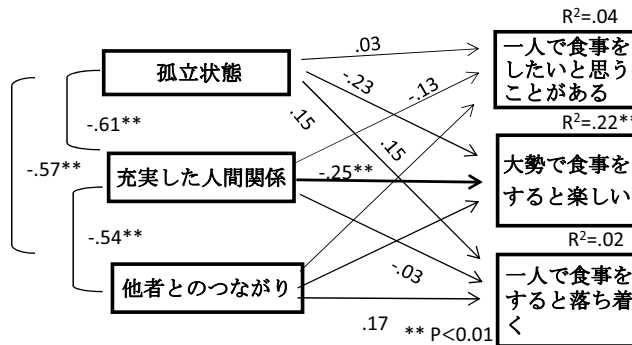 R²=.04
孤立状態
.03
一人で食事を
したいと思う
ことがある
-.23
-.13
.15
.15
-.61**
R²=.22**
-.57**
充実した人間関係
-.25**
大勢で食事を
すると楽しい
-.54**
R²=.02
他者とのつながり
-.03
一人で食事を
すると落ち着
く
.17
** P<0.01